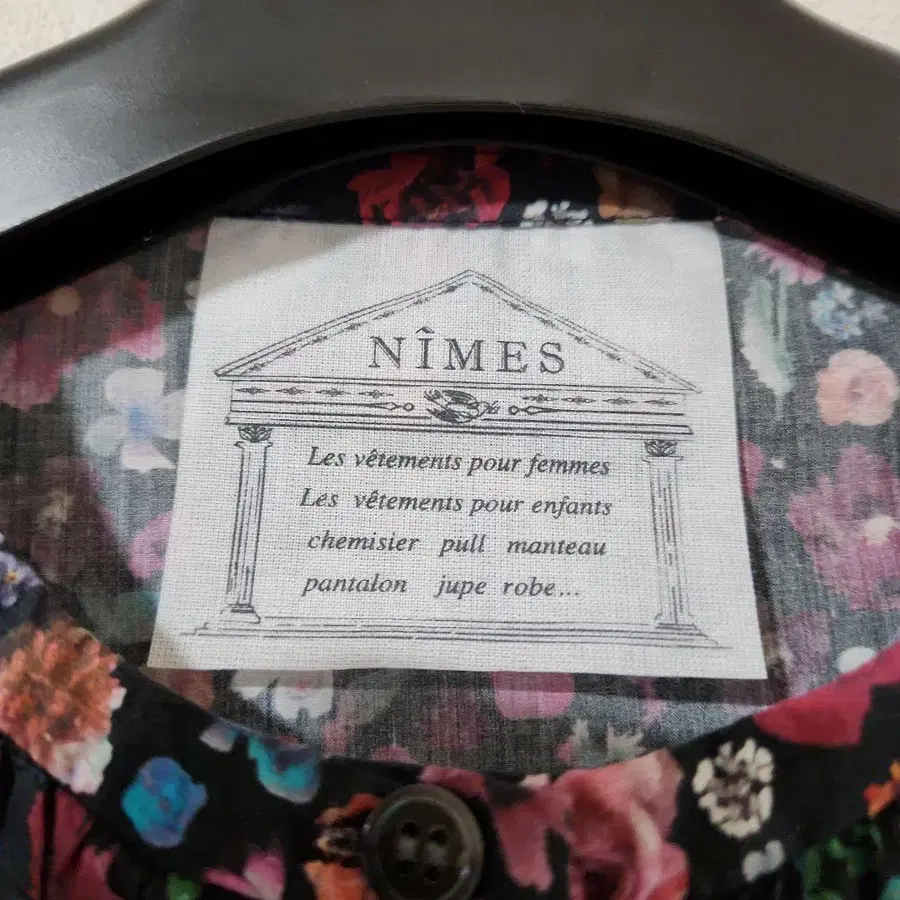 NÎMES
Les vêtements pour femmes
Les vêtements pour enfants
chemisier pull manteau
pantalon jupe robe...